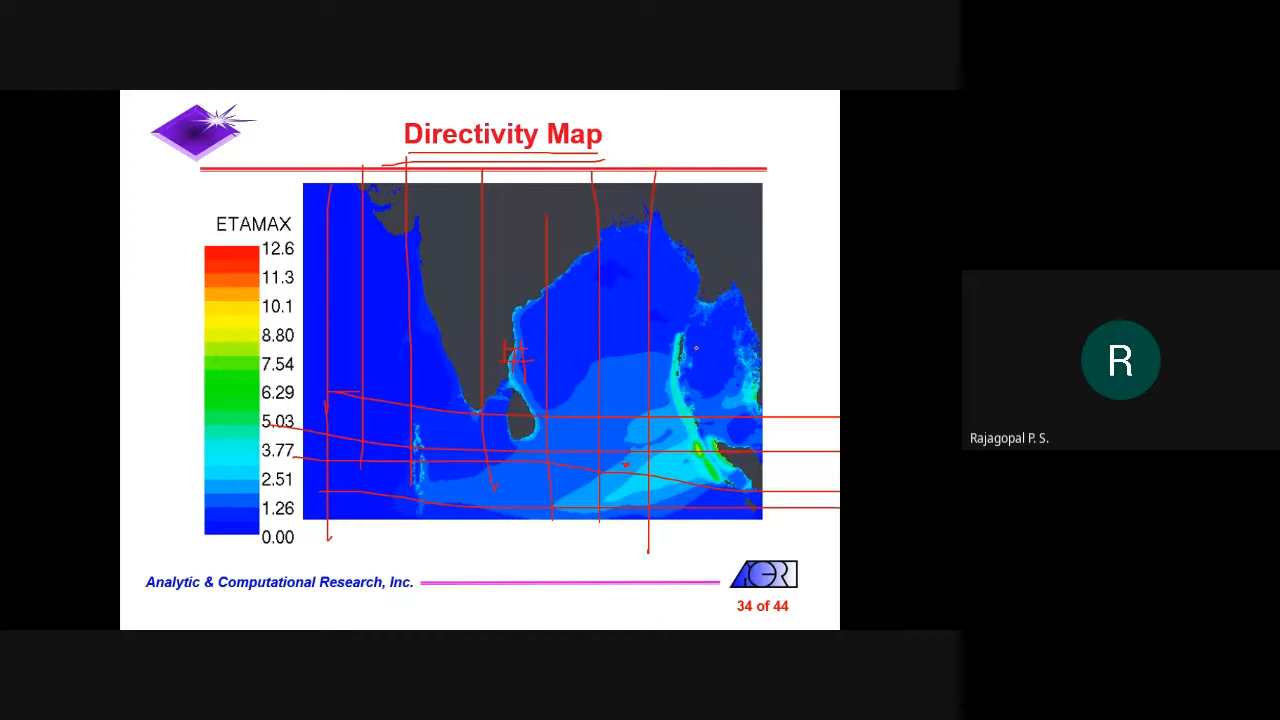 Directivity Map
ETAMAX
12.6
11.3
10.1
8.80
7.54
6.29
5.03
3.77
2.51
1.26
0.00
Analytic & Computational Research, Inc.
ACRi
34 of 44
R
Rajagopal P. S.